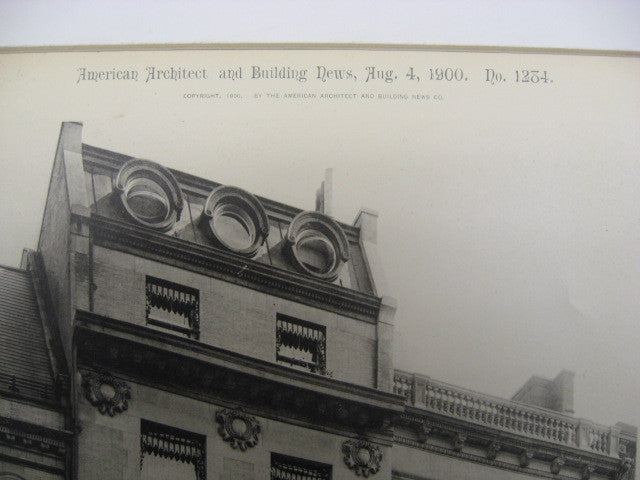 American Architect and Building News, Aug. 4, 1900. No. 1284.
COPYRIGHT, 1900, BY THE AMERICAN ARCHITECT AND BUILDING NEWS CO.